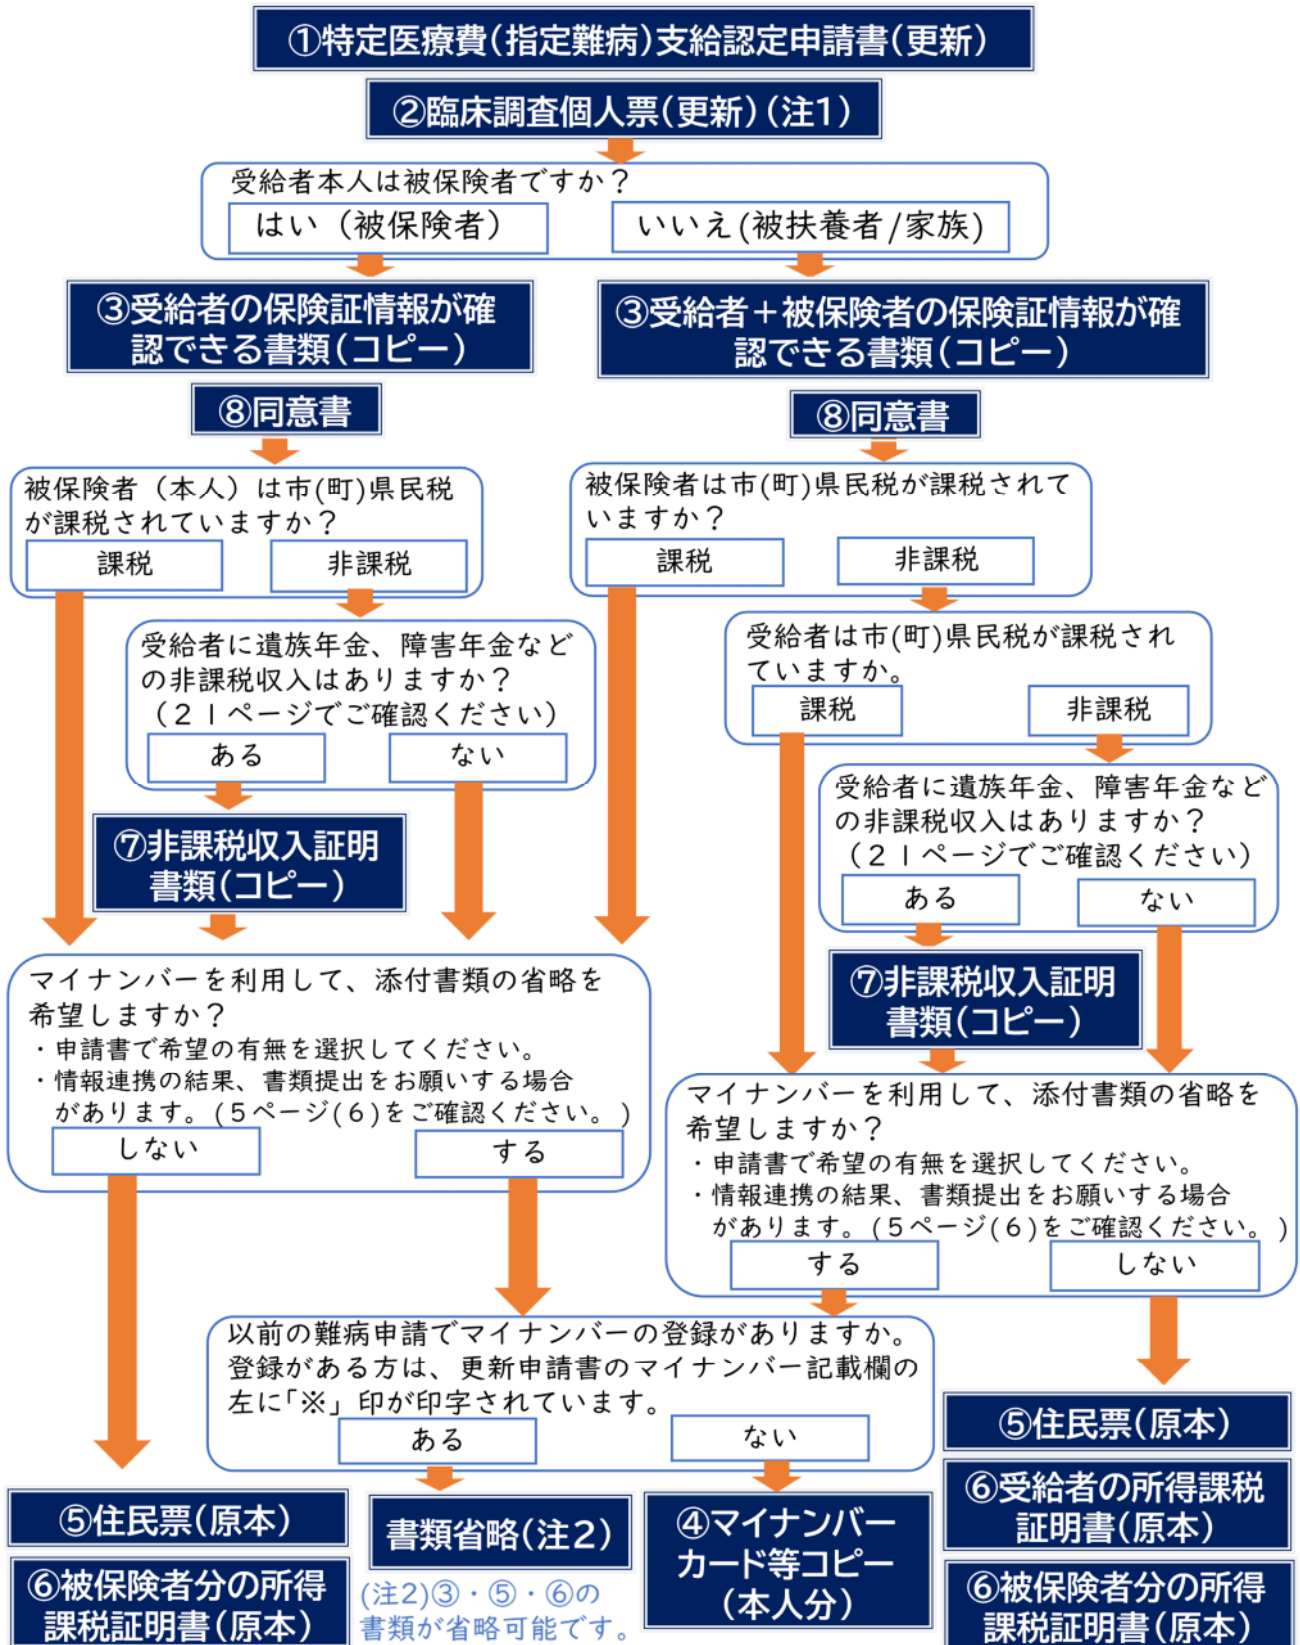 ①特定医療費(指定難病)支給認定申請書(更新)
②臨床調査個人票(更新)(注1)
受給者本人は被保険者ですか？
はい（被保険者）
いいえ(被扶養者/家族)
③受給者の保険証情報が確
認できる書類(コピー)
③受給者＋被保険者の保険証情報が確
認できる書類(コピー)
⑧同意書
⑧同意書
被保険者（本人）は市(町)県民税
が課税されていますか？
課税
非課税
被保険者は市(町)県民税が課税されて
いますか？
課税
非課税
受給者に遺族年金、障害年金など
の非課税収入はありますか？
（２１ページでご確認ください）
ある
ない
受給者は市(町)県民税が課税され
ていますか。
課税
非課税
⑦非課税収入証明
書類(コピー)
受給者に遺族年金、障害年金など
の非課税収入はありますか？
（２１ページでご確認ください）
ある
ない
⑦非課税収入証明
書類(コピー)
マイナンバーを利用して、添付書類の省略を
希望しますか？
・申請書で希望の有無を選択してください。
・情報連携の結果、書類提出をお願いする場合
があります。(５ページ(６)をご確認ください。)
しない
する
マイナンバーを利用して、添付書類の省略を
希望しますか？
・申請書で希望の有無を選択してください。
・情報連携の結果、書類提出をお願いする場合
があります。(５ページ(６)をご確認ください。)
する
しない
以前の難病申請でマイナンバーの登録がありますか。
登録がある方は、更新申請書のマイナンバー記載欄の
左に「※」印が印字されています。
ある
ない
⑤住民票(原本)
⑥被保険者分の所得
課税証明書(原本)
書類省略(注2)
(注2)③・⑤・⑥の
書類が省略可能です。
④マイナンバー
カード等コピー
(本人分)
⑤住民票(原本)
⑥受給者の所得課税
証明書(原本)
⑥被保険者分の所得
課税証明書(原本)